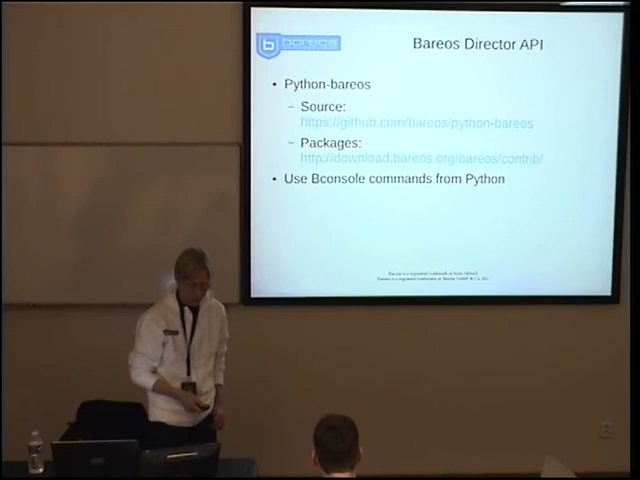 bareos
Bareos Director API
• Python-bareos
– Source:
https://github.com/bareos/python-bareos
– Packages:
http://download.bareos.org/bareos/contrib/
• Use Bconsole commands from Python